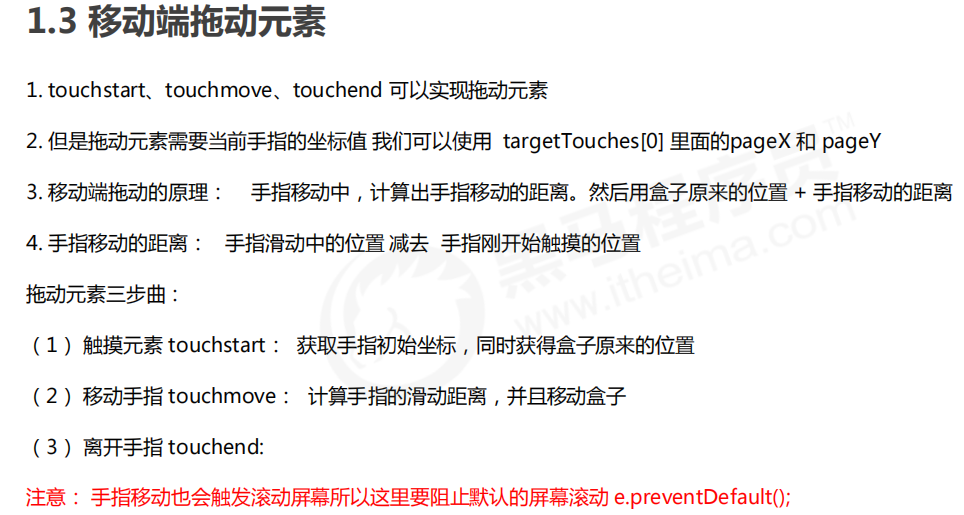 1.3 移动端拖动元素
1. touchstart、touchmove、touchend 可以实现拖动元素
2. 但是拖动元素需要当前手指的坐标值 我们可以使用 targetTouches[0] 里面的pageX 和 pageY
3. 移动端拖动的原理： 手指移动中，计算出手指移动的距离。然后用盒子原来的位置 + 手指移动的距离
4. 手指移动的距离： 手指滑动中的位置 减去 手指刚开始触摸的位置
拖动元素三步曲：
（1）触摸元素 touchstart： 获取手指初始坐标，同时获得盒子原来的位置
（2）移动手指 touchmove： 计算手指的滑动距离，并且移动盒子
（3）离开手指 touchend:
注意： 手指移动也会触发滚动屏幕所以这里要阻止默认的屏幕滚动 e.preventDefault();
黑马程序员™
www.itheima.com